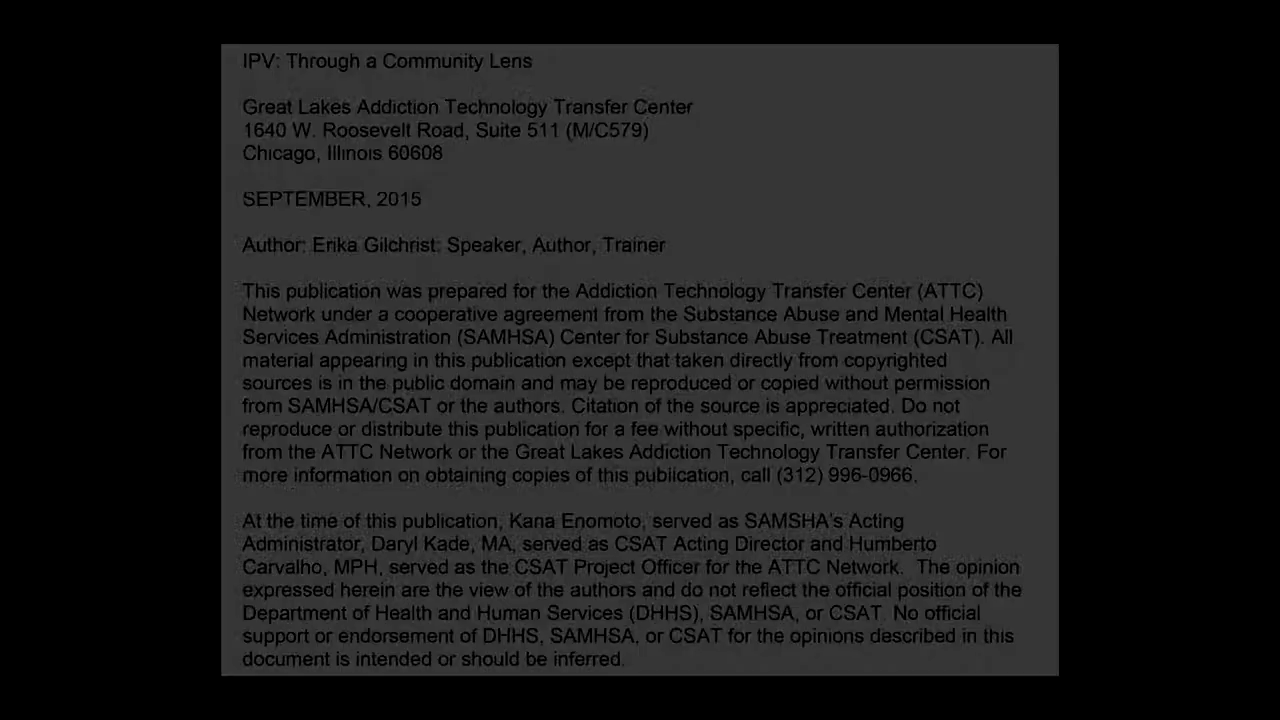 IPV: Through a Community Lens
Great Lakes Addiction Technology Transfer Center
1640 W. Roosevelt Road, Suite 511 (M/C579)
Chicago, Illinois 60608
SEPTEMBER, 2015
Author: Erika Gilchrist: Speaker, Author, Trainer
This publication was prepared for the Addiction Technology Transfer Center (ATTC)
Network under a cooperative agreement from the Substance Abuse and Mental Health
Services Administration (SAMHSA) Center for Substance Abuse Treatment (CSAT). All
material appearing in this publication except that taken directly from copyrighted
sources is in the public domain and may be reproduced or copied without permission
from SAMHSA/CSAT or the authors. Citation of the source is appreciated. Do not
reproduce or distribute this publication for a fee without specific, written authorization
from the ATTC Network or the Great Lakes Addiction Technology Transfer Center. For
more information on obtaining copies of this publication, call (312) 996-0966.
At the time of this publication, Kana Enomoto, served as SAMSHA's Acting
Administrator, Daryl Kade, MA, served as CSAT Acting Director and Humberto
Carvalho, MPH, served as the CSAT Project Officer for the ATTC Network. The opinion
expressed herein are the view of the authors and do not reflect the official position of the
Department of Health and Human Services (DHHS), SAMHSA, or CSAT. No official
support or endorsement of DHHS, SAMHSA, or CSAT for the opinions described in this
document is intended or should be inferred.